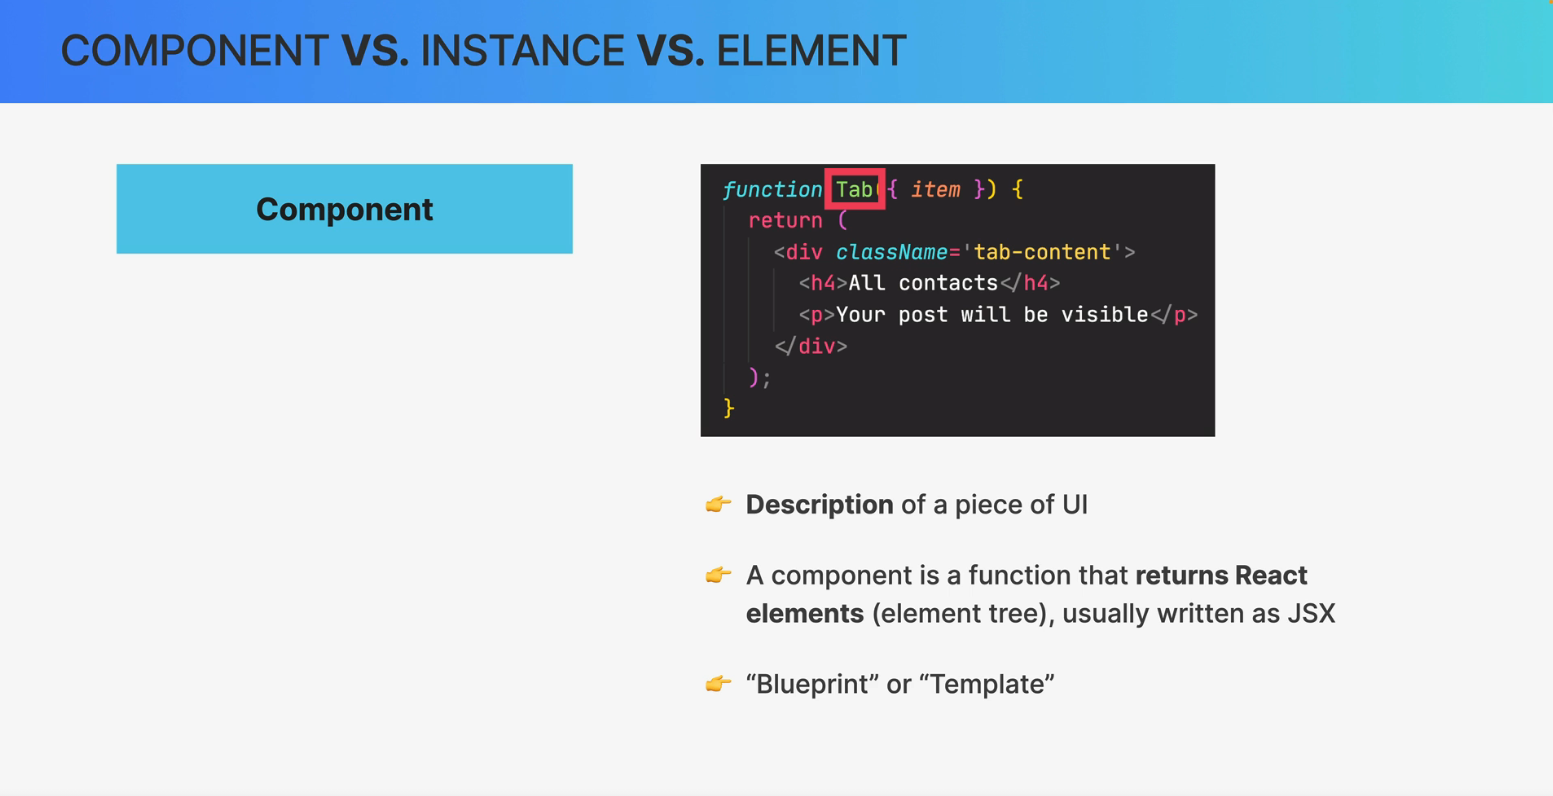 COMPONENT VS. INSTANCE VS. ELEMENT
Component
function Tab({ item }) {
return (
<div className='tab-content'>
<h4>All contacts</h4>
<p>Your post will be visible</p>
</div>
);
}
👉 Description of a piece of UI
👉 A component is a function that returns React
elements (element tree), usually written as JSX
👉 “Blueprint” or “Template”